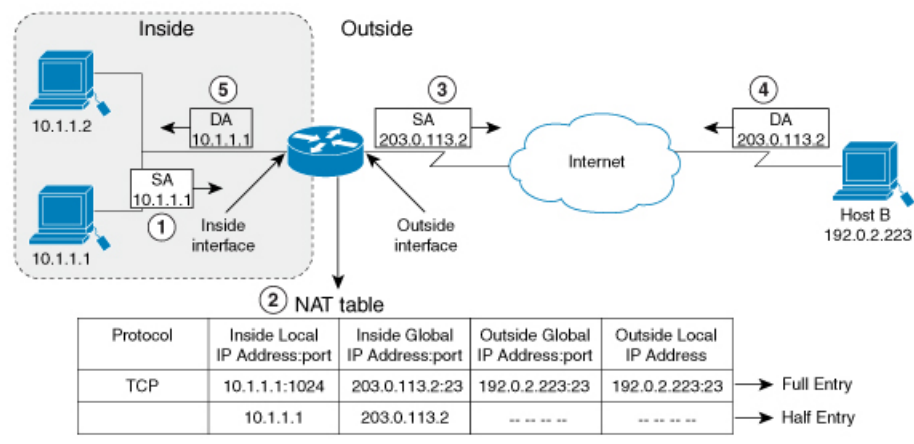 Inside
Outside
10.1.1.2
5
DA
10.1.1.1
3
SA
203.0.113.2
4
DA
203.0.113.2
Internet
SA
10.1.1.1
1
10.1.1.1
Inside
interface
Outside
interface
Host B
192.0.2.223
2 NAT table
Protocol
Inside Local
IP Address:port
Inside Global
IP Address:port
Outside Global
IP Address:port
Outside Local
IP Address
TCP
10.1.1.1:1024
203.0.113.2:23
192.0.2.223:23
192.0.2.223:23
Full Entry
10.1.1.1
203.0.113.2
-- -- -- --
-- -- -- --
Half Entry